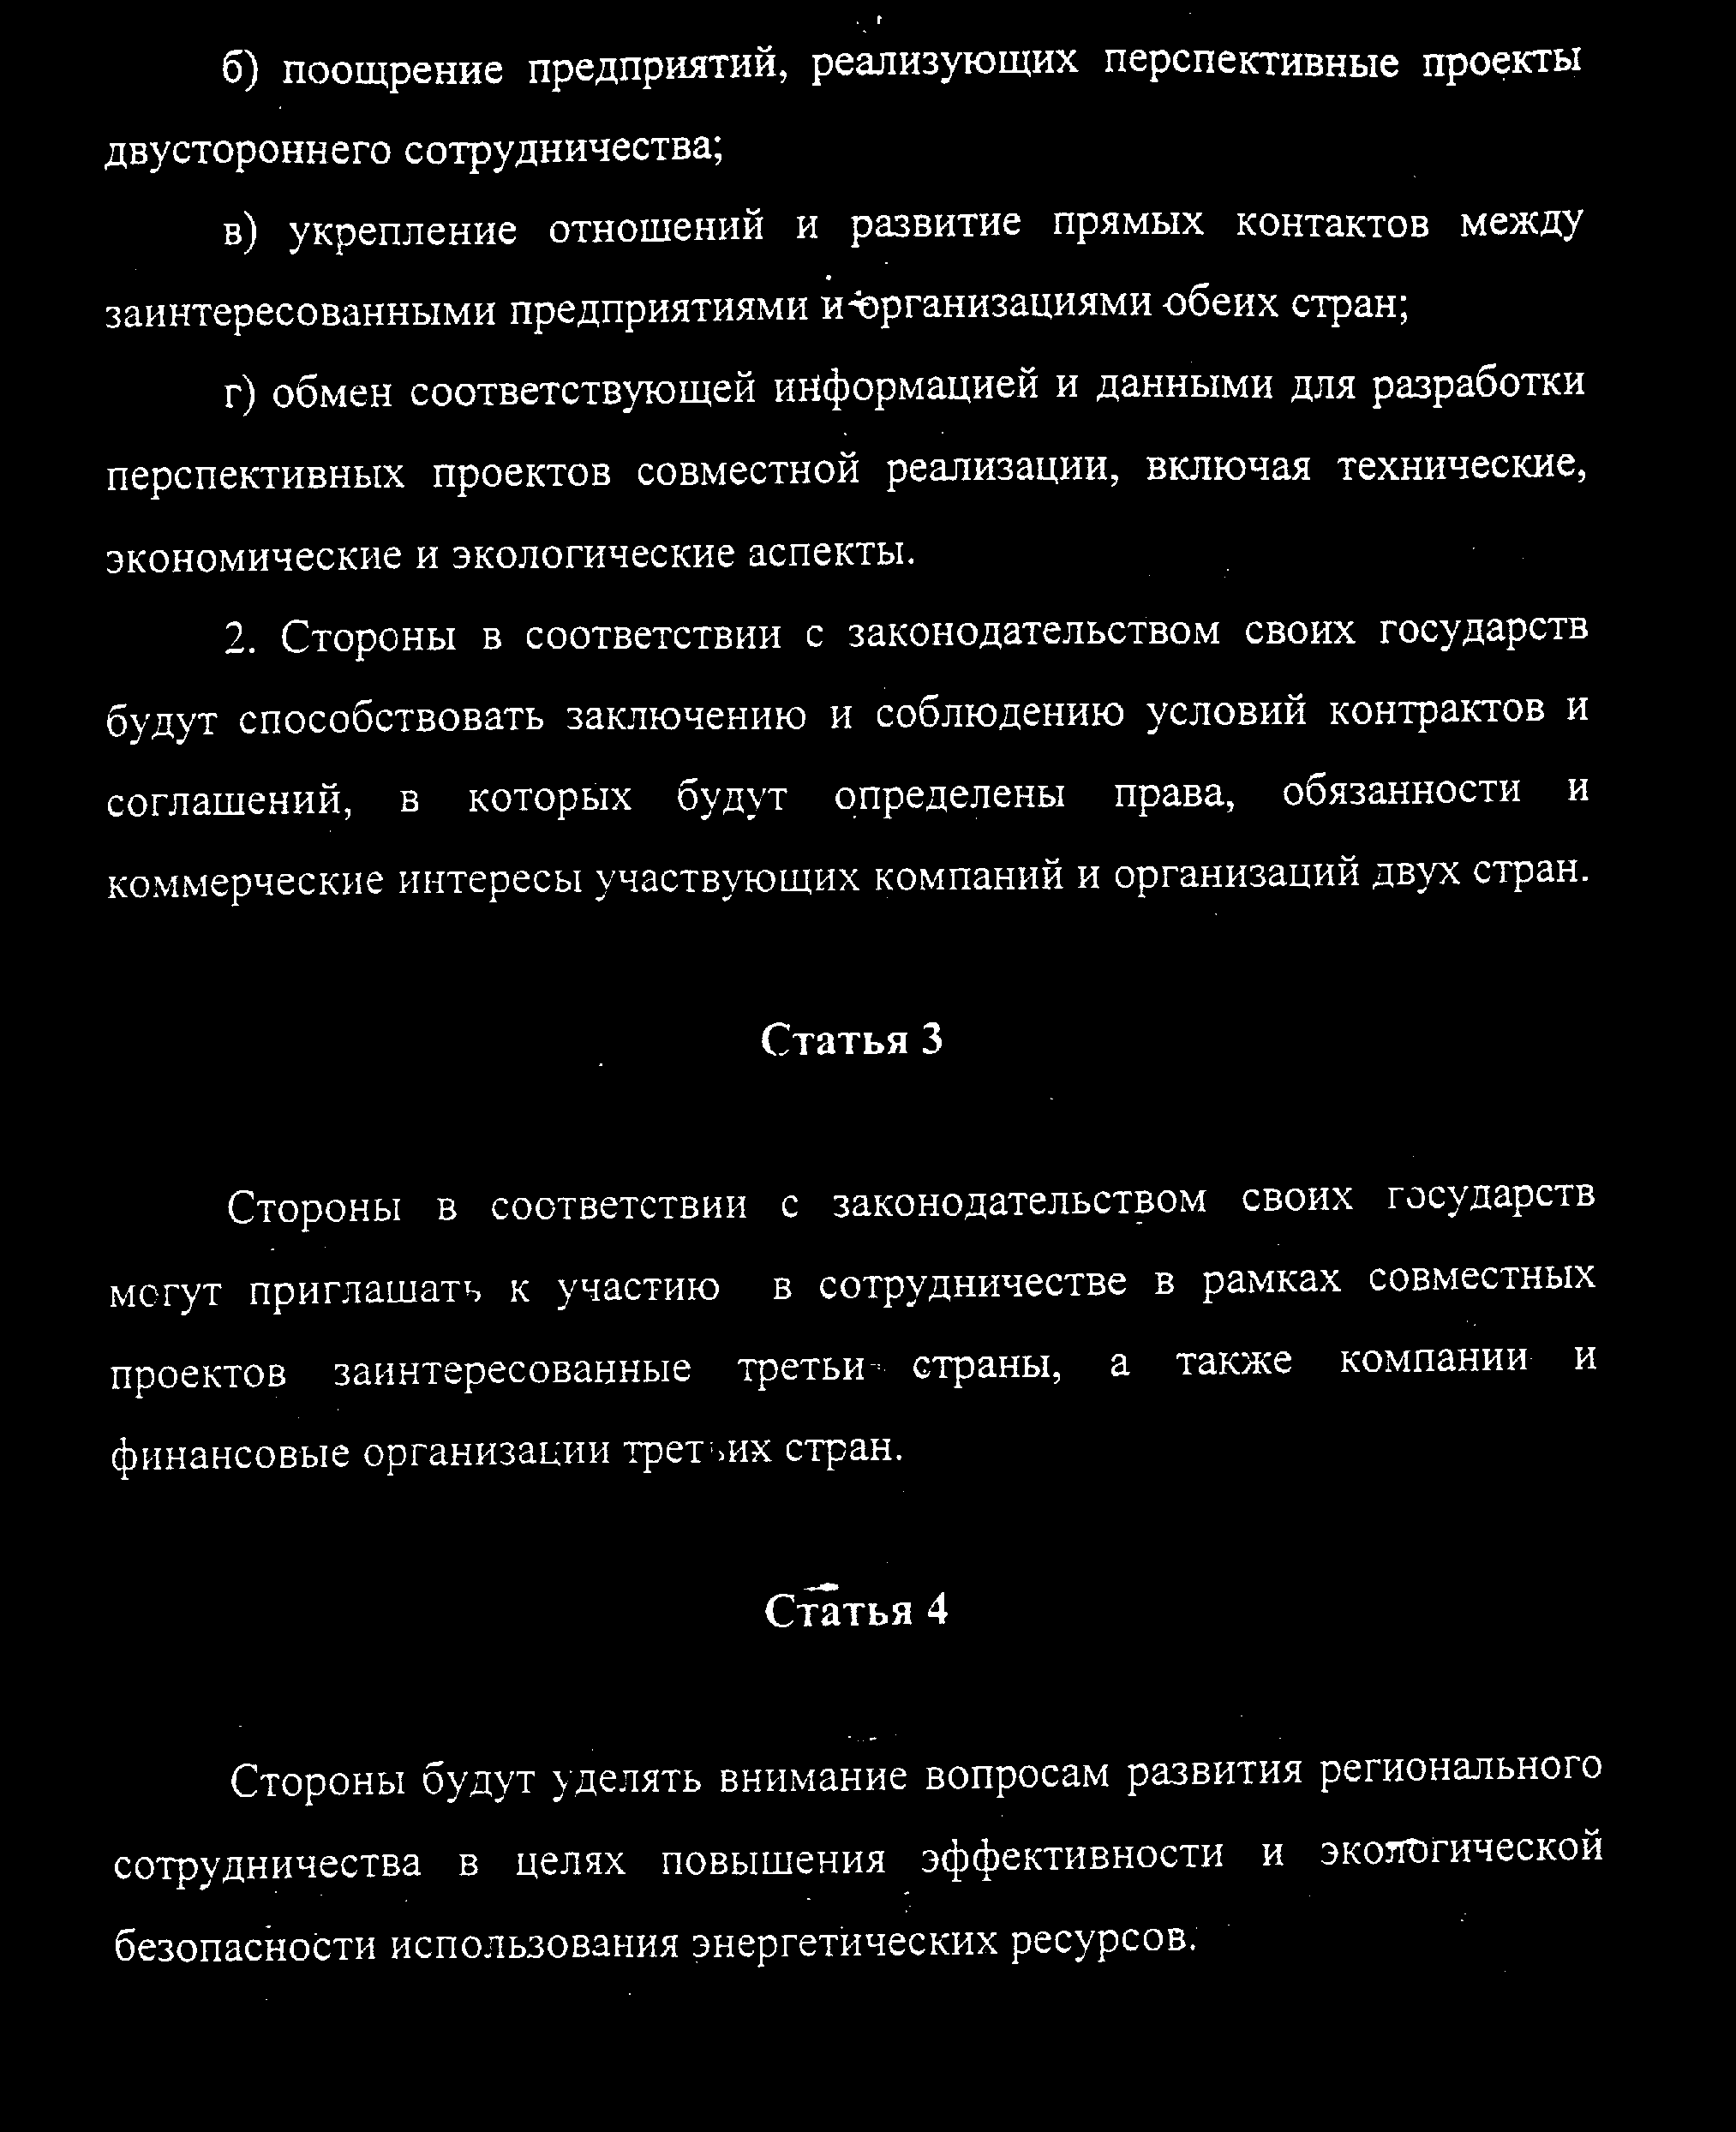 б) поощрение предприятий, реализующих перспективные проекты
двустороннего сотрудничества;
в) укрепление отношений и развитие прямых контактов между
заинтересованными предприятиями и организациями обеих стран;
г) обмен соответствующей информацией и данными для разработки
перспективных проектов совместной реализации, включая технические,
экономические и экологические аспекты.
2. Стороны в соответствии с законодательством своих государств
будут способствовать заключению и соблюдению условий контрактов и
соглашений, в которых будут определены права, обязанности и
коммерческие интересы участвующих компаний и организаций двух стран.
Статья 3
Стороны в соответствии с законодательством своих государств
могут приглашать к участию в сотрудничестве в рамках совместных
проектов заинтересованные третьи страны, а также компании и
финансовые организации третьих стран.
Статья 4
Стороны будут уделять внимание вопросам развития регионального
сотрудничества в целях повышения эффективности и экологической
безопасности использования энергетических ресурсов.